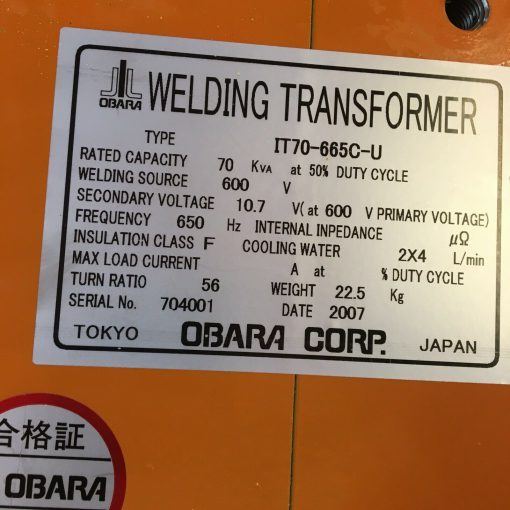 OBARA WELDING TRANSFORMER
TYPE IT70-665C-U
RATED CAPACITY 70 KVA at 50% DUTY CYCLE
WELDING SOURCE 600 V
SECONDARY VOLTAGE 10.7 V( at 600 V PRIMARY VOLTAGE)
FREQUENCY 650 Hz INTERNAL INPEDANCE μΩ
INSULATION CLASS F COOLING WATER 2X4 L/min
MAX LOAD CURRENT A at % DUTY CYCLE
TURN RATIO 56 WEIGHT 22.5 Kg
SERIAL No. 704001 DATE 2007
TOKYO OBARA CORP. JAPAN
合格証
OBARA